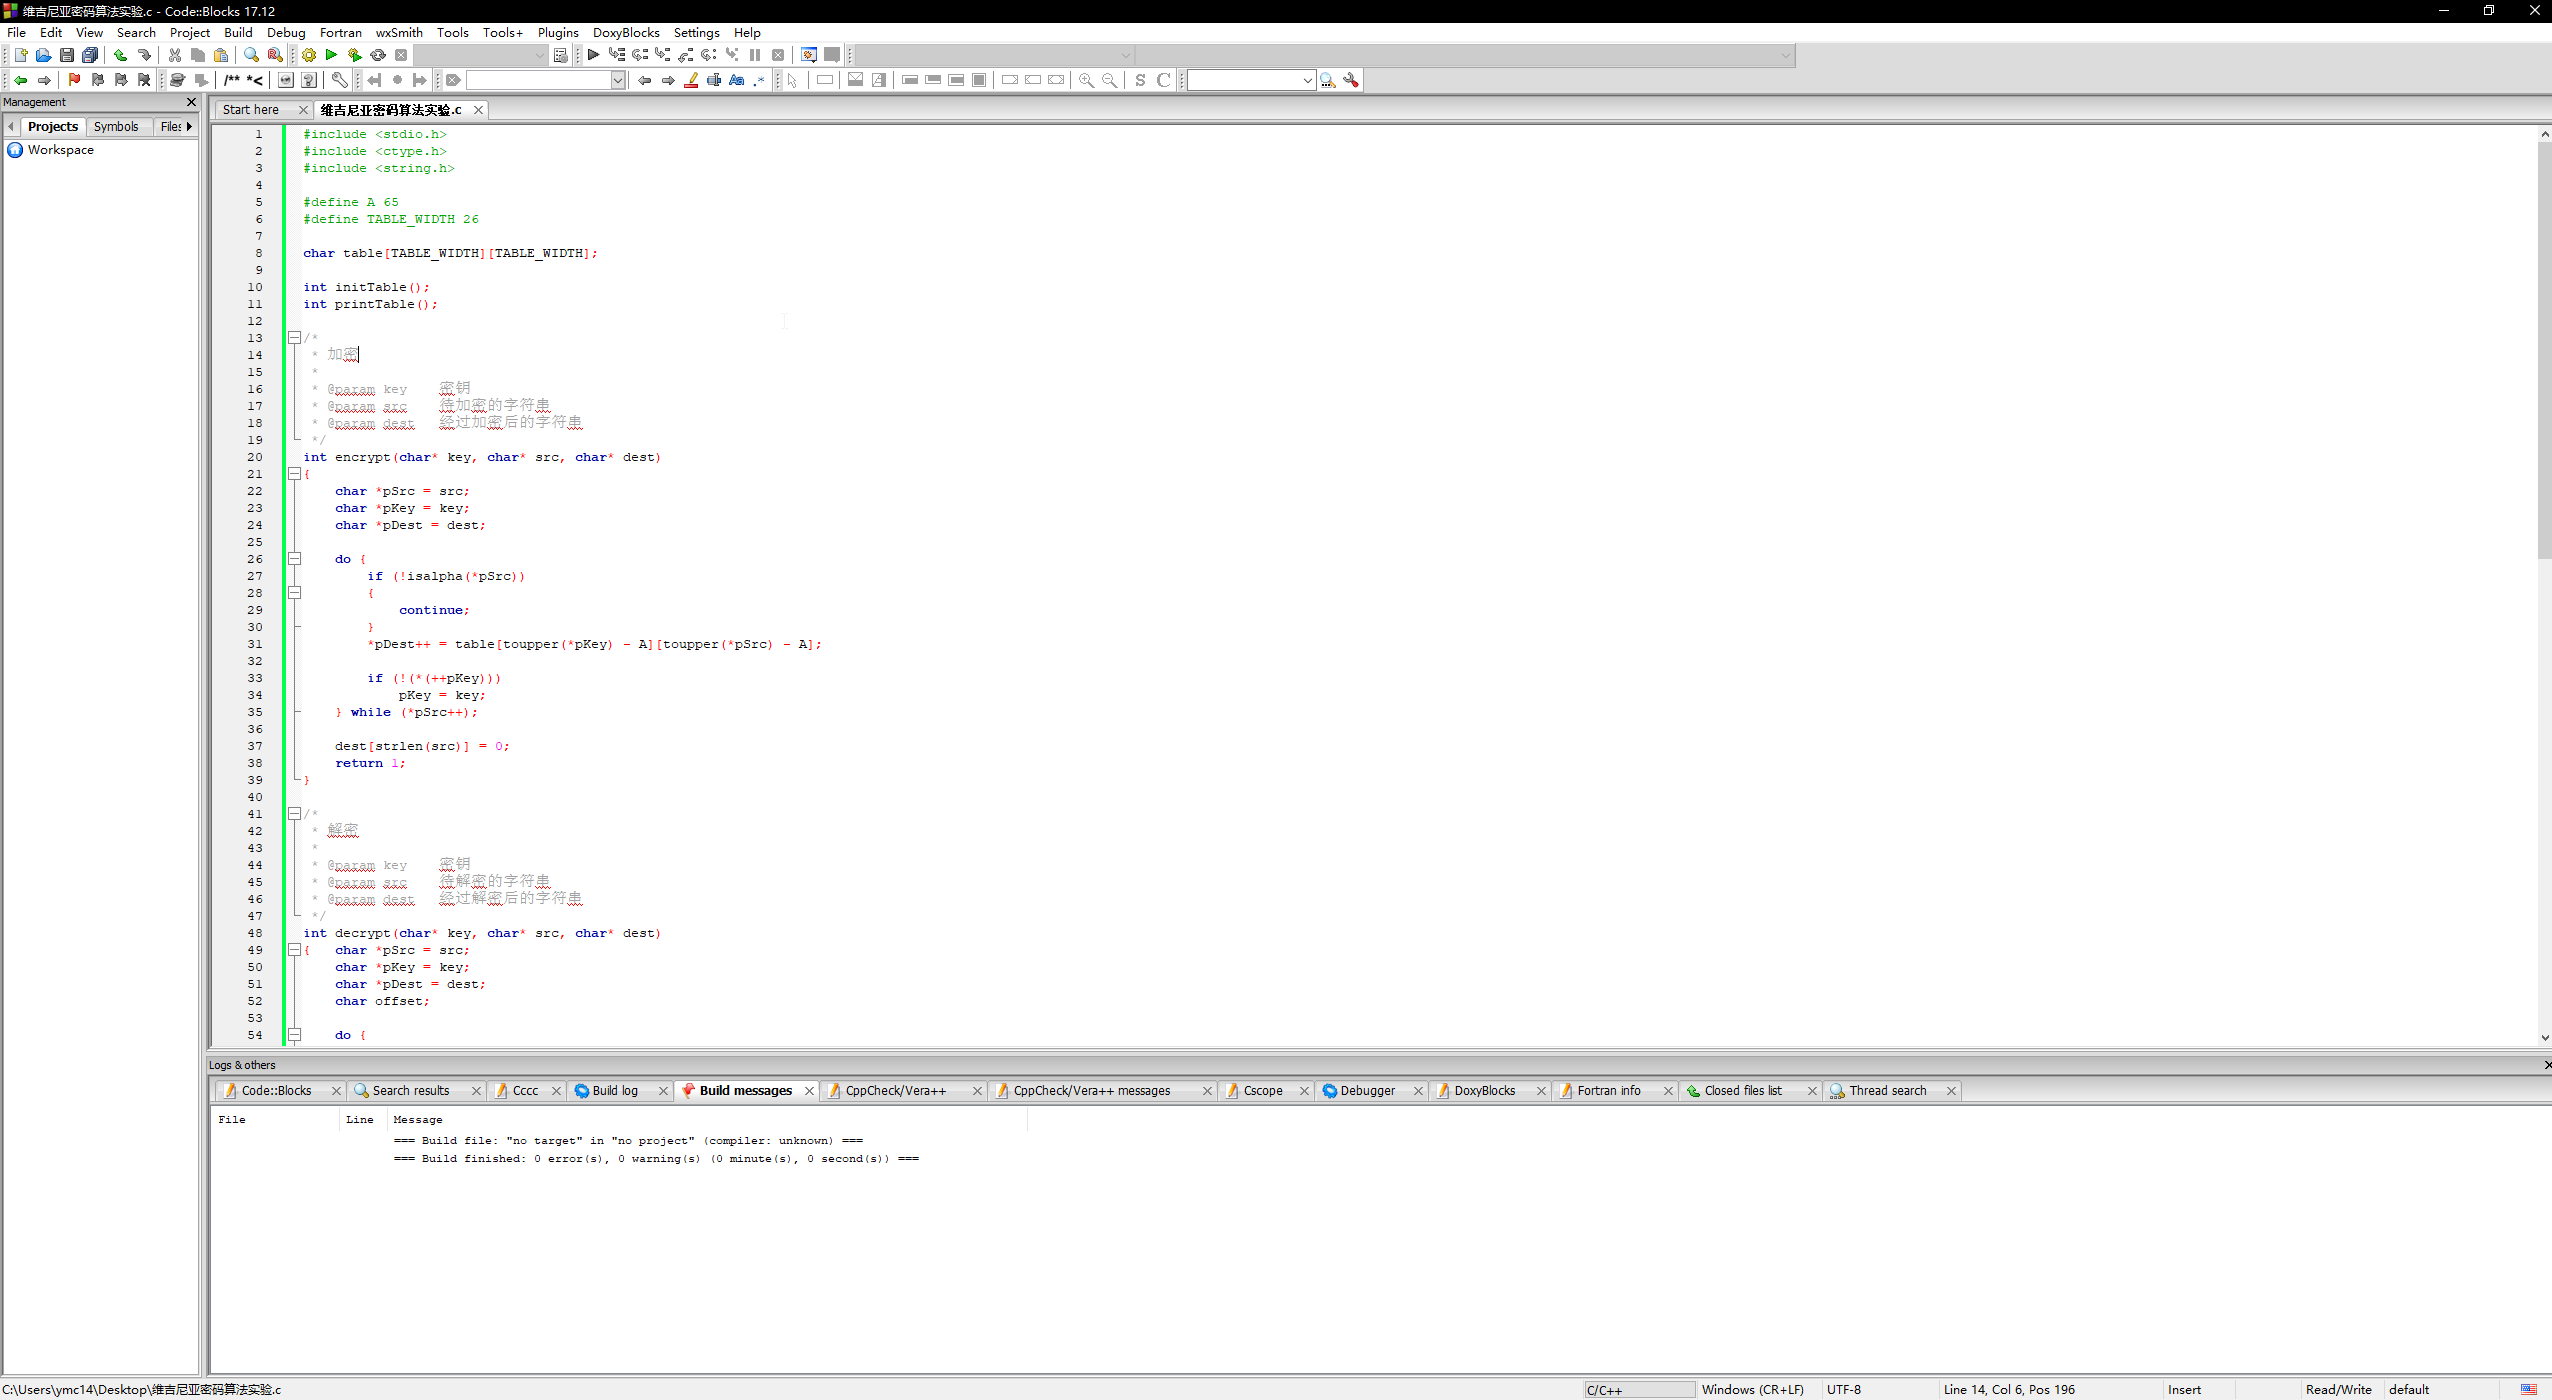 维吉尼亚密码算法实验.c - Code::Blocks 17.12
File Edit View Search Project Build Debug Fortran wxSmith Tools Tools+ Plugins DoxyBlocks Settings Help
/** *<
S C
Management
Start here 维吉尼亚密码算法实验.c
Projects Symbols Files
Workspace
1 #include <stdio.h>
2 #include <ctype.h>
3 #include <string.h>
4
5 #define A 65
6 #define TABLE_WIDTH 26
7
8 char table[TABLE_WIDTH][TABLE_WIDTH];
9
10 int initTable();
11 int printTable();
12
13 /*
14 * 加密
15 *
16 * @param key 密钥
17 * @param src 待加密的字符串
18 * @param dest 经过加密后的字符串
19 */
20 int encrypt(char* key, char* src, char* dest)
21 {
22 char *pSrc = src;
23 char *pKey = key;
24 char *pDest = dest;
25
26 do {
27 if (!isalpha(*pSrc))
28 {
29 continue;
30 }
31 *pDest++ = table[toupper(*pKey) - A][toupper(*pSrc) - A];
32
33 if (!(*(++pKey)))
34 pKey = key;
35 } while (*pSrc++);
36
37 dest[strlen(src)] = 0;
38 return 1;
39 }
40
41 /*
42 * 解密
43 *
44 * @param key 密钥
45 * @param src 待解密的字符串
46 * @param dest 经过解密后的字符串
47 */
48 int decrypt(char* key, char* src, char* dest)
49 { char *pSrc = src;
50 char *pKey = key;
51 char *pDest = dest;
52 char offset;
53
54 do {
Logs & others
Code::Blocks Search results Cccc Build log Build messages CppCheck/Vera++ CppCheck/Vera++ messages Cscope Debugger DoxyBlocks Fortran info Closed files list Thread search
File Line Message
=== Build file: "no target" in "no project" (compiler: unknown) ===
=== Build finished: 0 error(s), 0 warning(s) (0 minute(s), 0 second(s)) ===
C:\Users\ymc14\Desktop\维吉尼亚密码算法实验.c C/C++ Windows (CR+LF) UTF-8 Line 14, Col 6, Pos 196 Insert Read/Write default